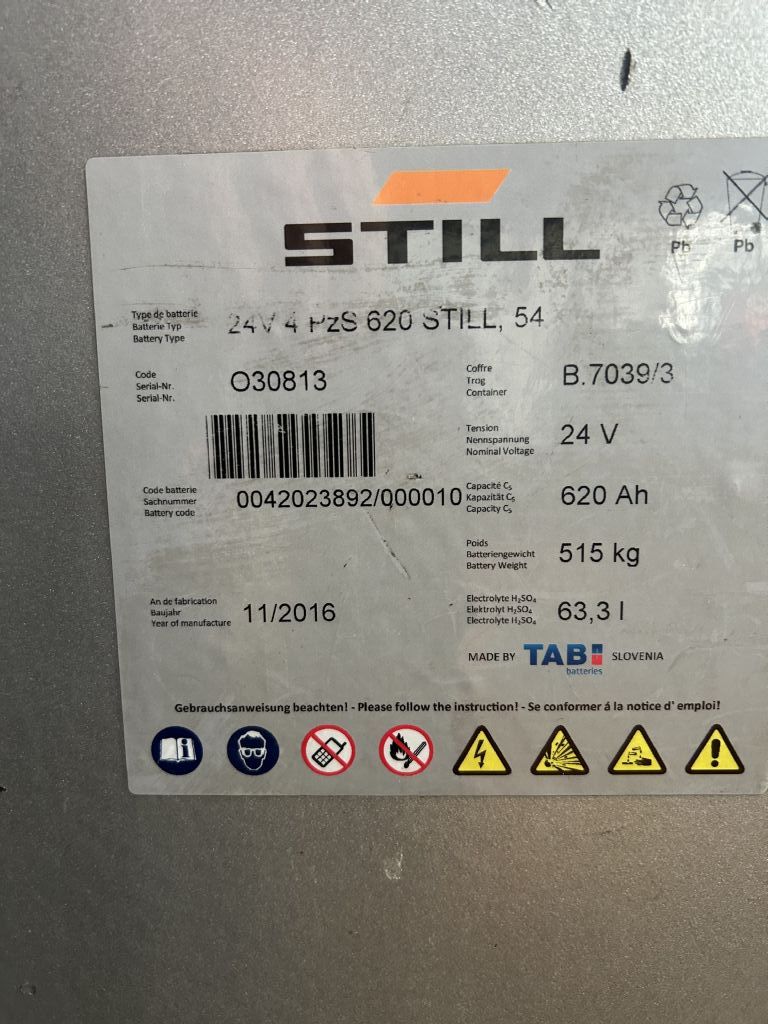 STILL
Pb Pb
Type de batterie
Batterie Typ
Battery Type
24V 4 PzS 620 STILL, 54
Code
Serial-Nr.
Serial-Nr.
O30813
Coffre
Trog
Container
B.7039/3
Tension
Nennspannung
Nominal Voltage
24 V
Code batterie
Sachnummer
Battery code
0042023892/000010
Capacité C₅
Kapazität C₅
Capacity C₅
620 Ah
Poids
Batteriengewicht
Battery Weight
515 kg
An de fabrication
Baujahr
Year of manufacture
11/2016
Electrolyte H₂SO₄
Elektrolyt H₂SO₄
Electrolyte H₂SO₄
63,3 l
MADE BY TAB batteries SLOVENIA
Gebrauchsanweisung beachten! - Please follow the instruction! - Se conformer á la notice d' emploi!